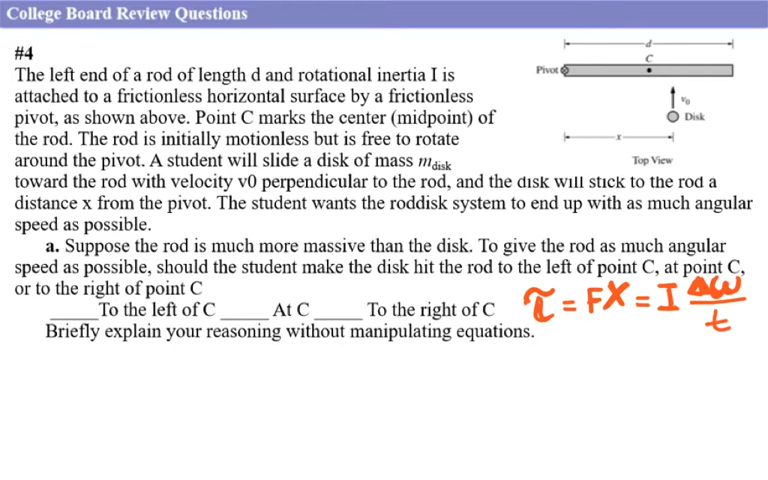 College Board Review Questions
#4
The left end of a rod of length d and rotational inertia I is
attached to a frictionless horizontal surface by a frictionless
pivot, as shown above. Point C marks the center (midpoint) of
the rod. The rod is initially motionless but is free to rotate
around the pivot. A student will slide a disk of mass m_disk
toward the rod with velocity v0 perpendicular to the rod, and the disk will stick to the rod a
distance x from the pivot. The student wants the roddisk system to end up with as much angular
speed as possible.
d
C
Pivot
v₀
Disk
x
Top View
a. Suppose the rod is much more massive than the disk. To give the rod as much angular
speed as possible, should the student make the disk hit the rod to the left of point C, at point C,
or to the right of point C
_____To the left of C _____ At C _____ To the right of C
Briefly explain your reasoning without manipulating equations.
τ = FX = I Δω/t